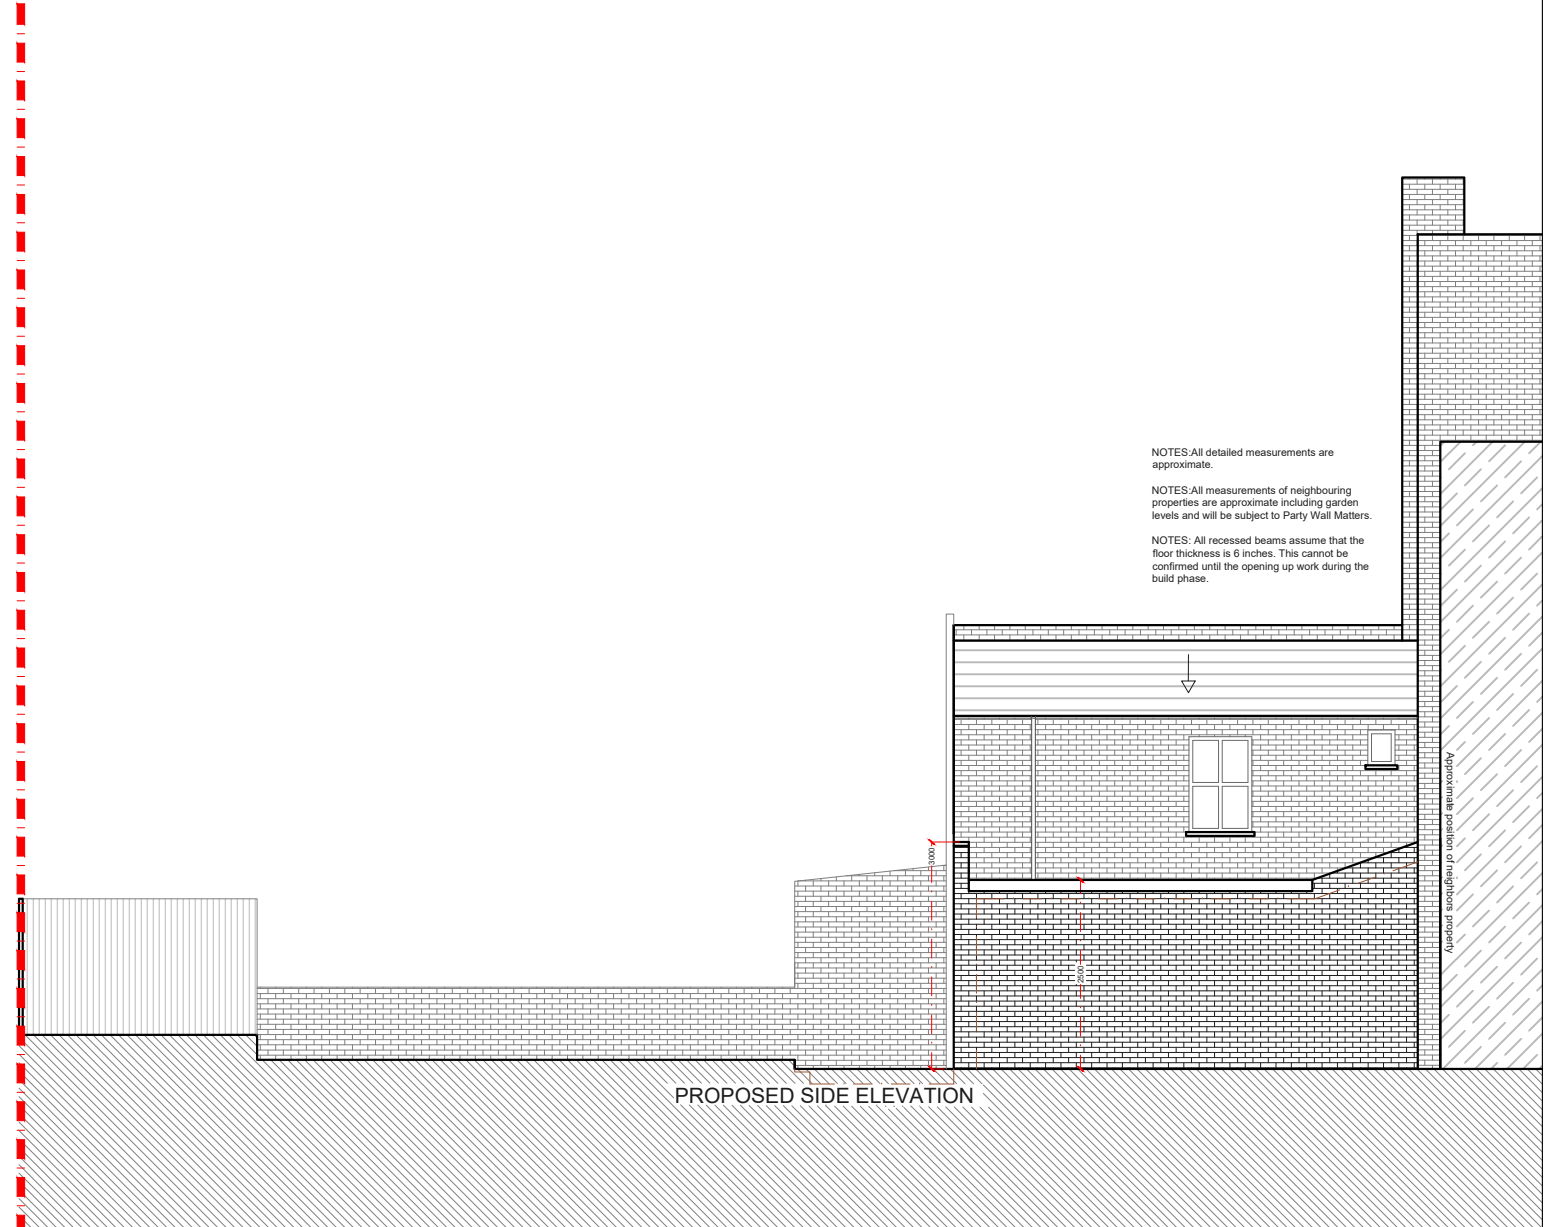 NOTES:All detailed measurements are
approximate.
NOTES:All measurements of neighbouring
properties are approximate including garden
levels and will be subject to Party Wall Matters.
NOTES: All recessed beams assume that the
floor thickness is 6 inches. This cannot be
confirmed until the opening up work during the
build phase.
Approximate position of neighbors property
3000
2500
PROPOSED SIDE ELEVATION